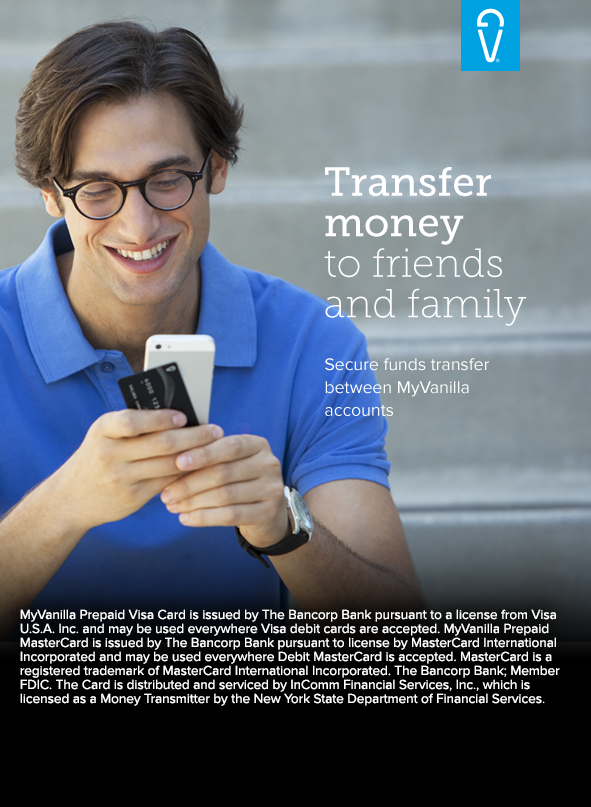 Transfer
money
to friends
and family
Secure funds transfer
between MyVanilla
accounts
MyVanilla Prepaid Visa Card is issued by The Bancorp Bank pursuant to a license from Visa
U.S.A. Inc. and may be used everywhere Visa debit cards are accepted. MyVanilla Prepaid
MasterCard is issued by The Bancorp Bank pursuant to license by MasterCard International
Incorporated and may be used everywhere Debit MasterCard is accepted. MasterCard is a
registered trademark of MasterCard International Incorporated. The Bancorp Bank; Member
FDIC. The Card is distributed and serviced by InComm Financial Services, Inc., which is
licensed as a Money Transmitter by the New York State Department of Financial Services.